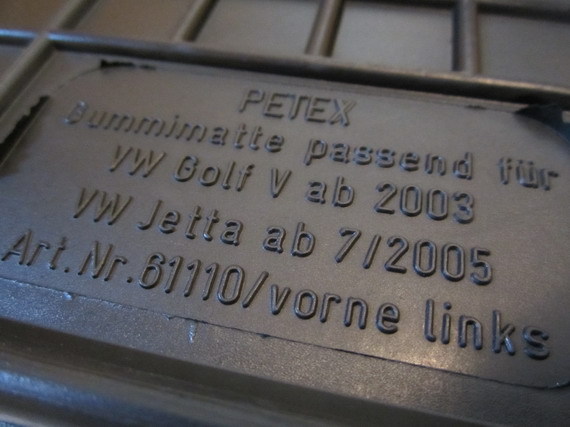 PETEX
Gummimatte passend für
VW Golf V ab 2003
VW Jetta ab 7/2005
Art.Nr.61110/vorne links